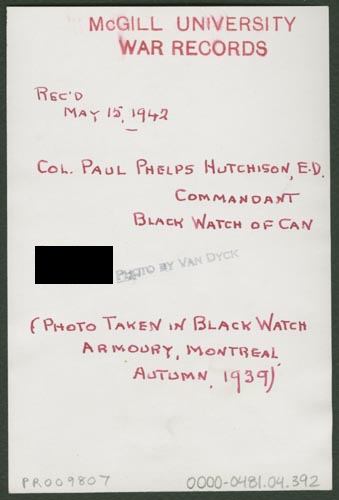 McGILL UNIVERSITY
WAR RECORDS
REC'D
MAY 15, 1942
COL. PAUL PHELPS HUTCHISON, E.D.
COMMANDANT
BLACK WATCH OF CAN
PHOTO BY VAN DYCK
(PHOTO TAKEN IN BLACK WATCH
ARMOURY, MONTREAL
AUTUMN, 1939)
PR009807
0000-0481.04.392